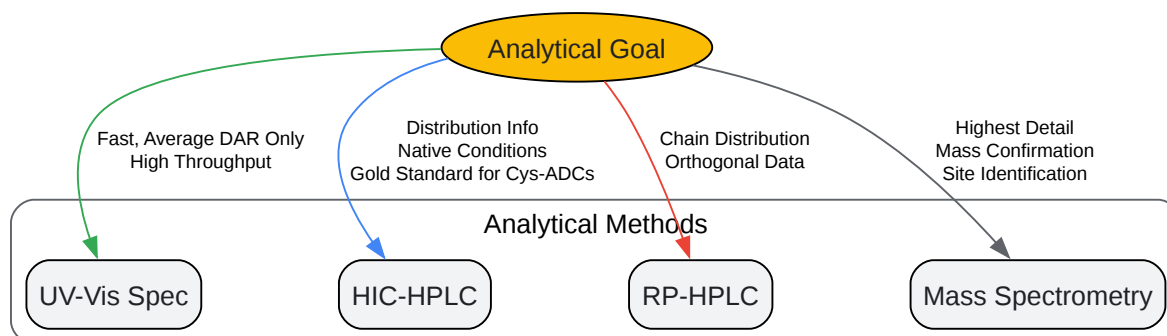 Analytical Goal
Fast, Average DAR Only
High Throughput
Distribution Info
Native Conditions
Gold Standard for Cys-ADCs
Chain Distribution
Orthogonal Data
Highest Detail
Mass Confirmation
Site Identification
Analytical Methods
UV-Vis Spec
HIC-HPLC
RP-HPLC
Mass Spectrometry